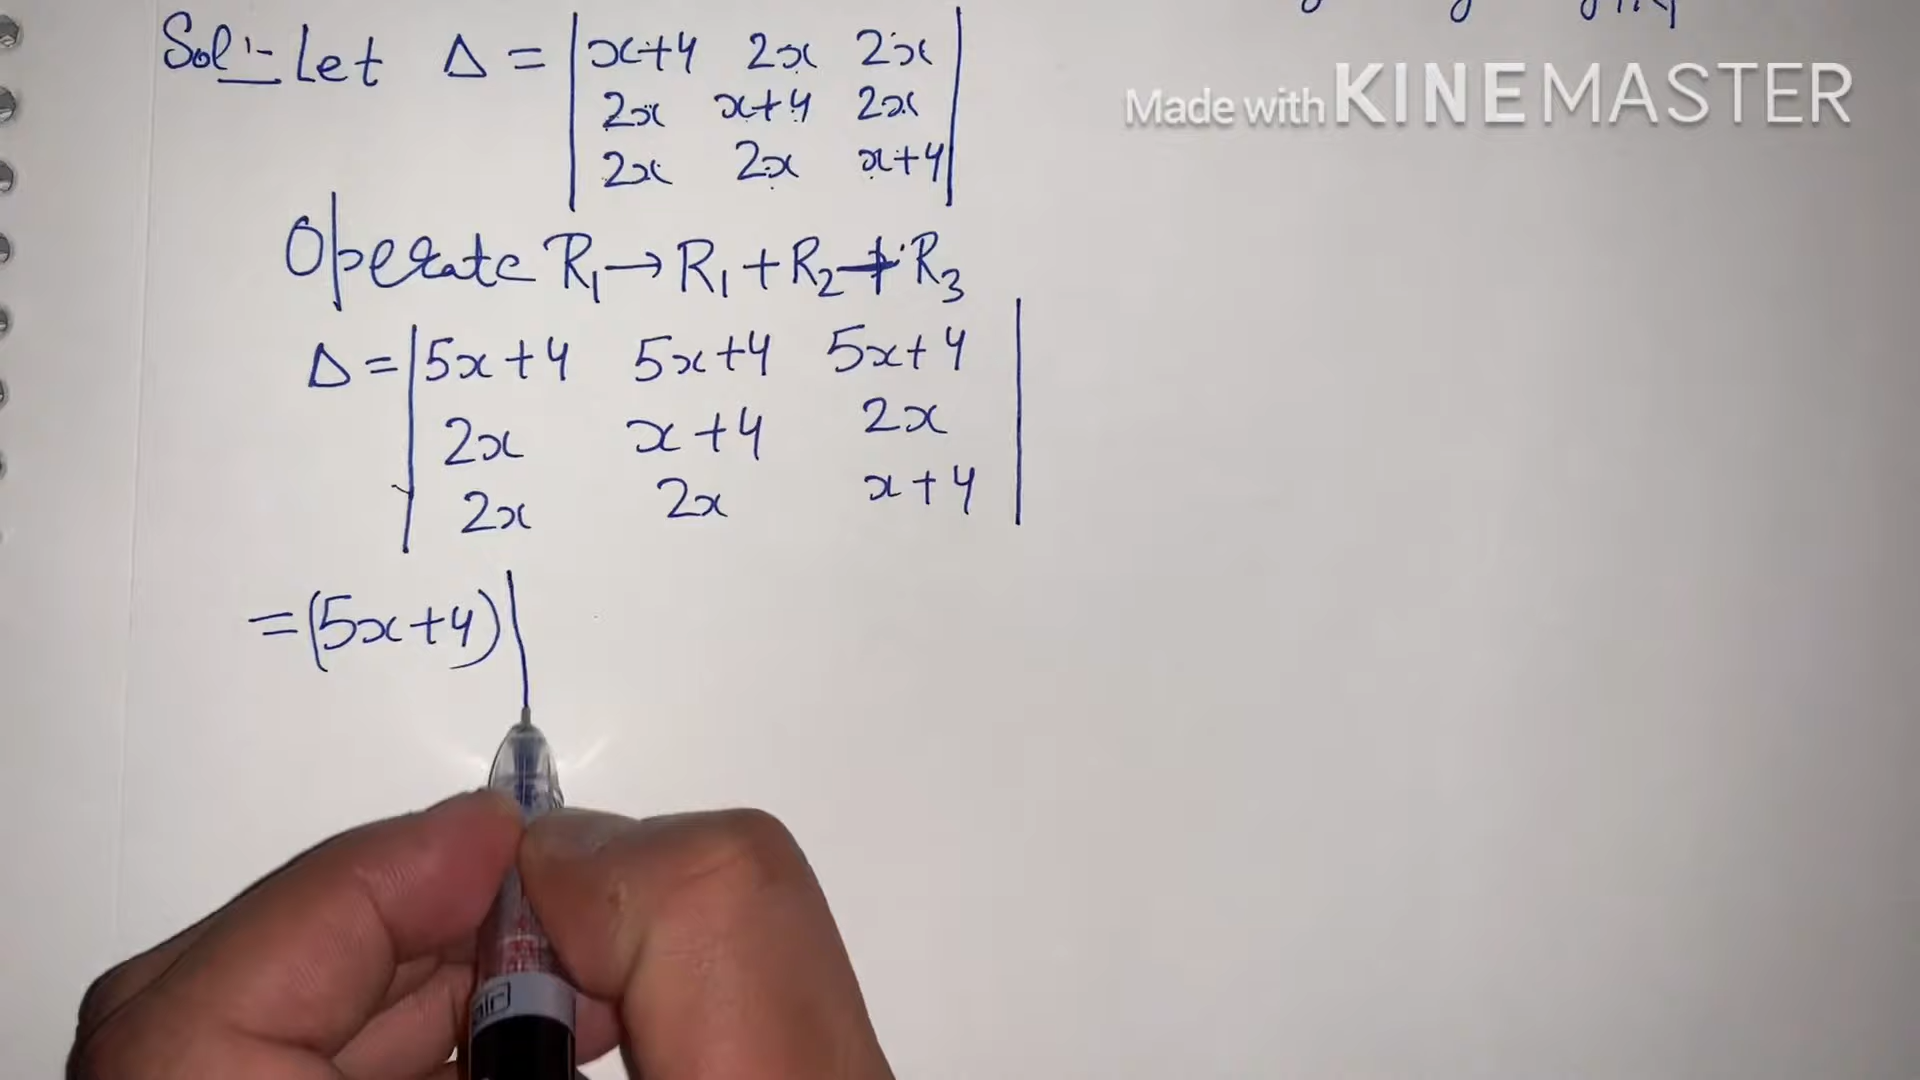 Sol :- Let Δ = | x+4 2x 2x |
| 2x x+4 2x |
| 2x 2x x+4 |
Made with KINEMASTER
Operate R₁ → R₁ + R₂ + R₃
Δ = | 5x+4 5x+4 5x+4 |
| 2x x+4 2x |
| 2x 2x x+4 |
= (5x+4) |
air